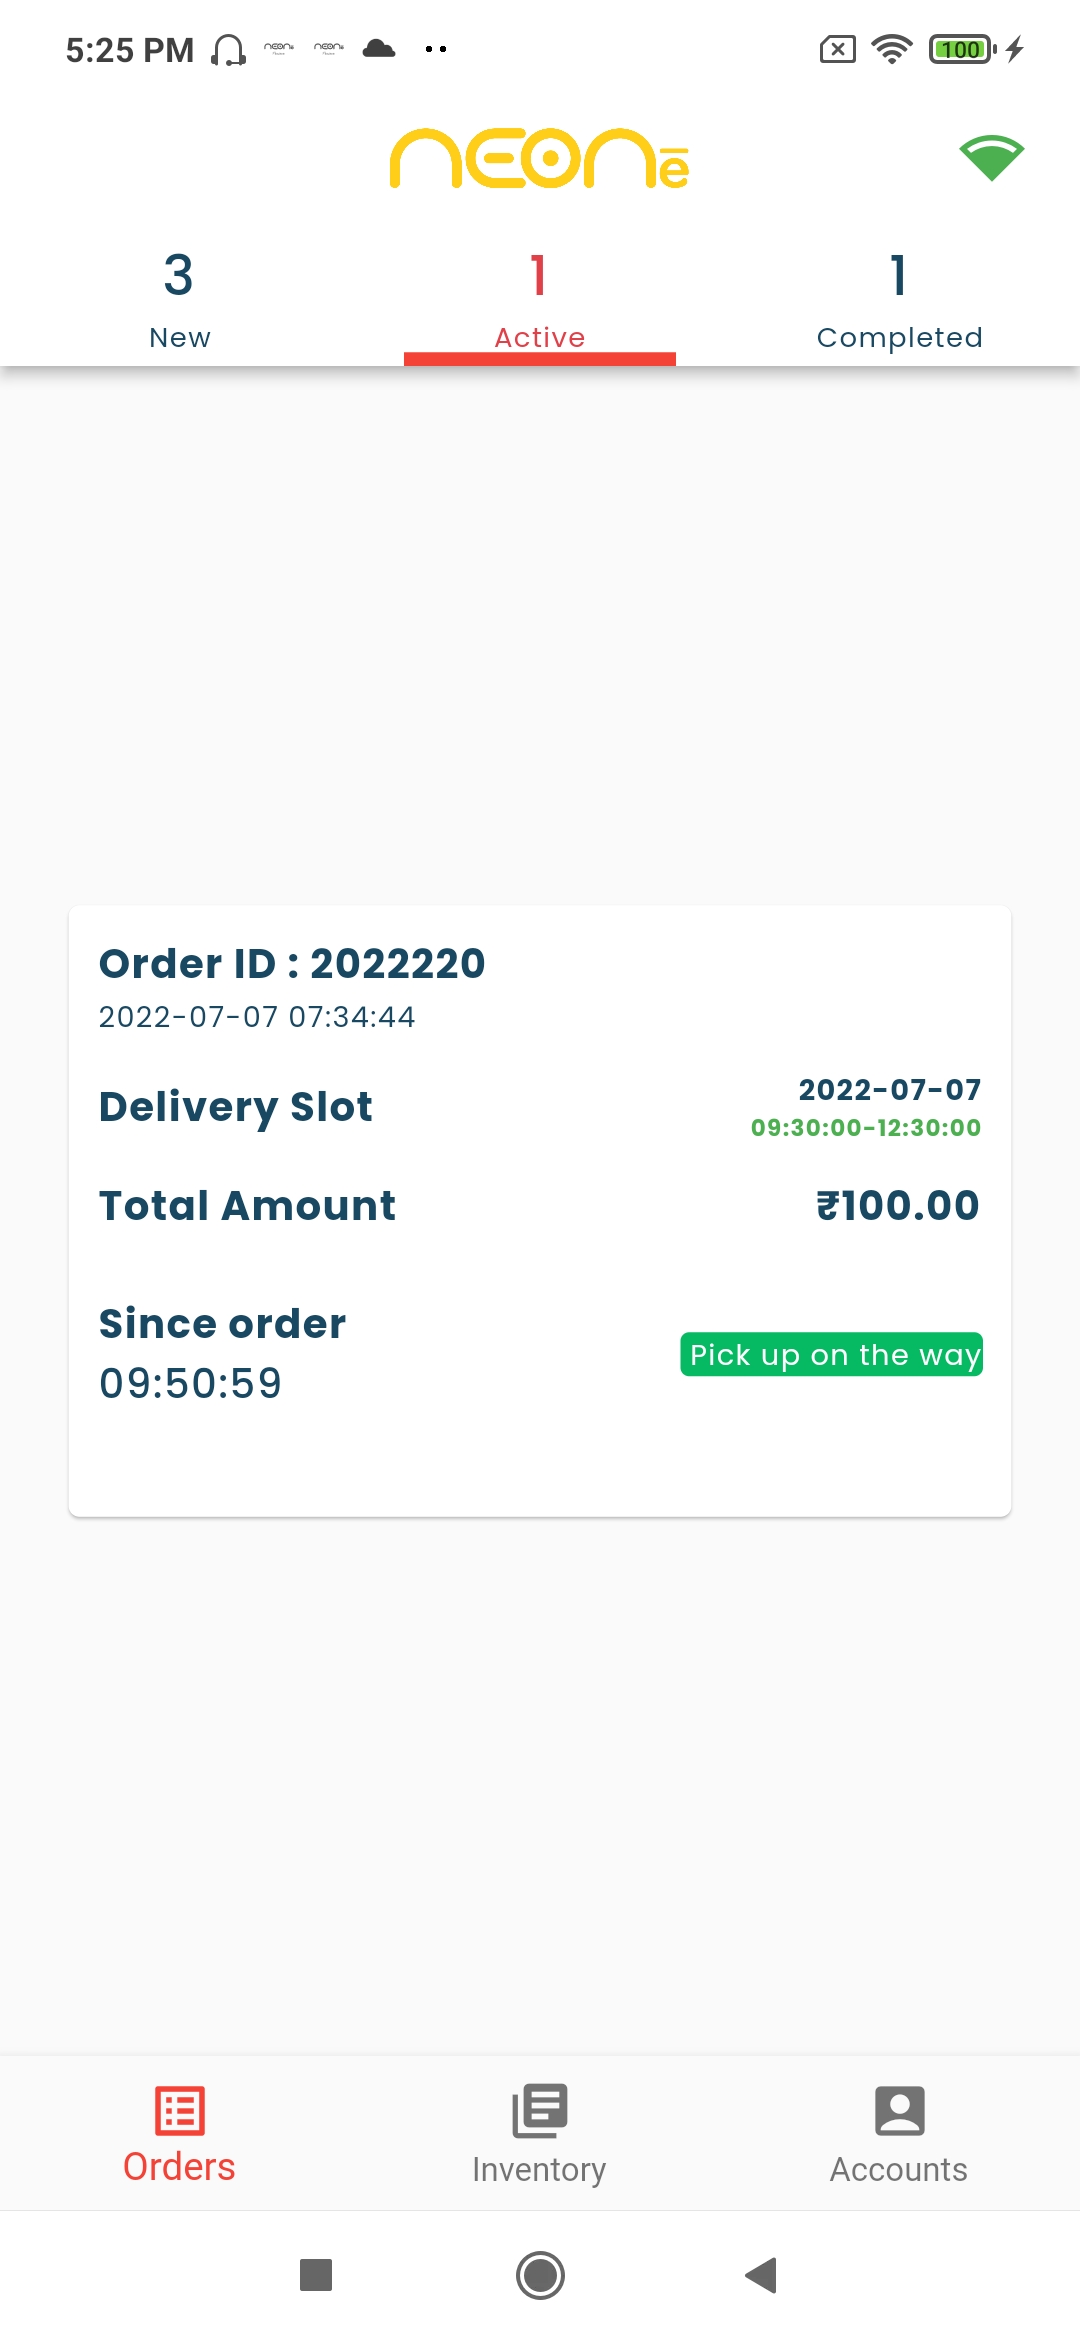 5:25 PM
100
neone
3
New
1
Active
1
Completed
Order ID : 2022220
2022-07-07 07:34:44
Delivery Slot
2022-07-07
09:30:00-12:30:00
Total Amount
₹100.00
Since order
09:50:59
Pick up on the way
Orders
Inventory
Accounts